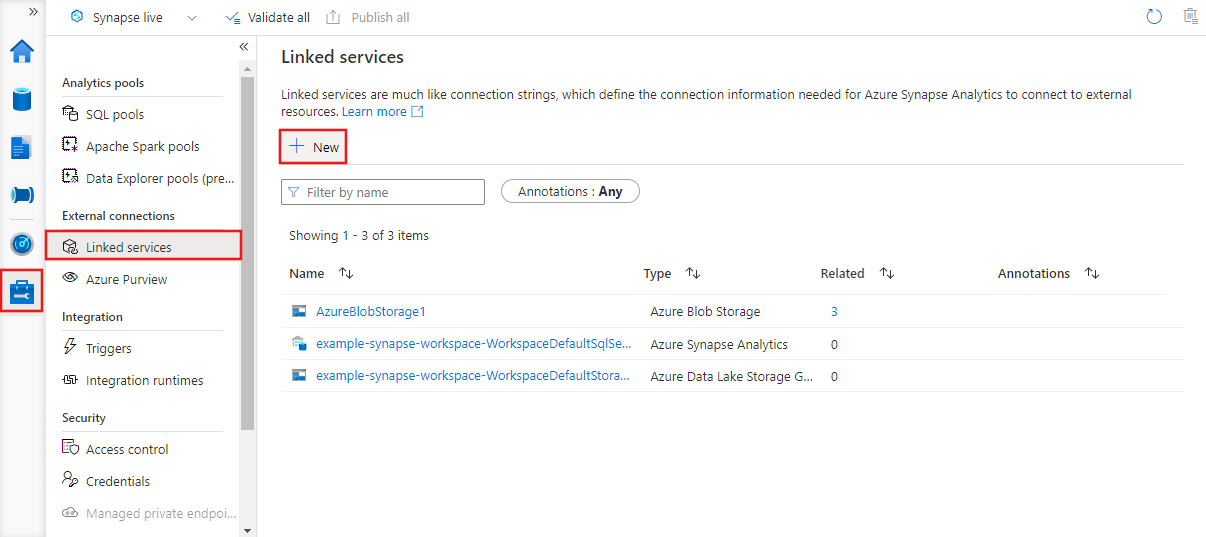 Synapse live
Validate all
Publish all
Analytics pools
SQL pools
Apache Spark pools
Data Explorer pools (pre...
External connections
Linked services
Azure Purview
Integration
Triggers
Integration runtimes
Security
Access control
Credentials
Managed private endpoi...
Linked services
Linked services are much like connection strings, which define the connection information needed for Azure Synapse Analytics to connect to external
resources. Learn more
New
Filter by name
Annotations : Any
Showing 1 - 3 of 3 items
Name Type Related Annotations
AzureBlobStorage1 Azure Blob Storage 3
example-synapse-workspace-WorkspaceDefaultSqlSe... Azure Synapse Analytics 0
example-synapse-workspace-WorkspaceDefaultStora... Azure Data Lake Storage G... 0